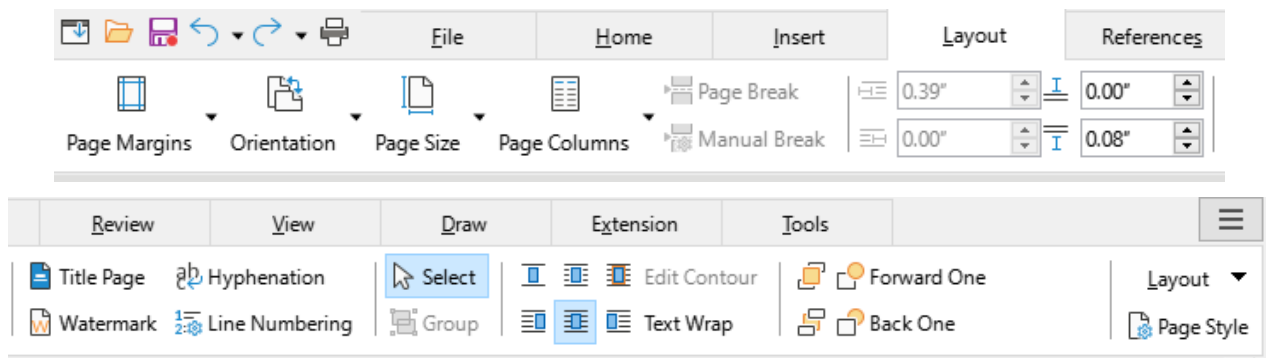 File Home Insert Layout References
Page Break 0.39″ 0.00″
Page Margins Orientation Page Size Page Columns Manual Break 0.00″ 0.08″
Review View Draw Extension Tools
Title Page Hyphenation Select Edit Contour Forward One Layout
Watermark Line Numbering Group Text Wrap Back One Page Style